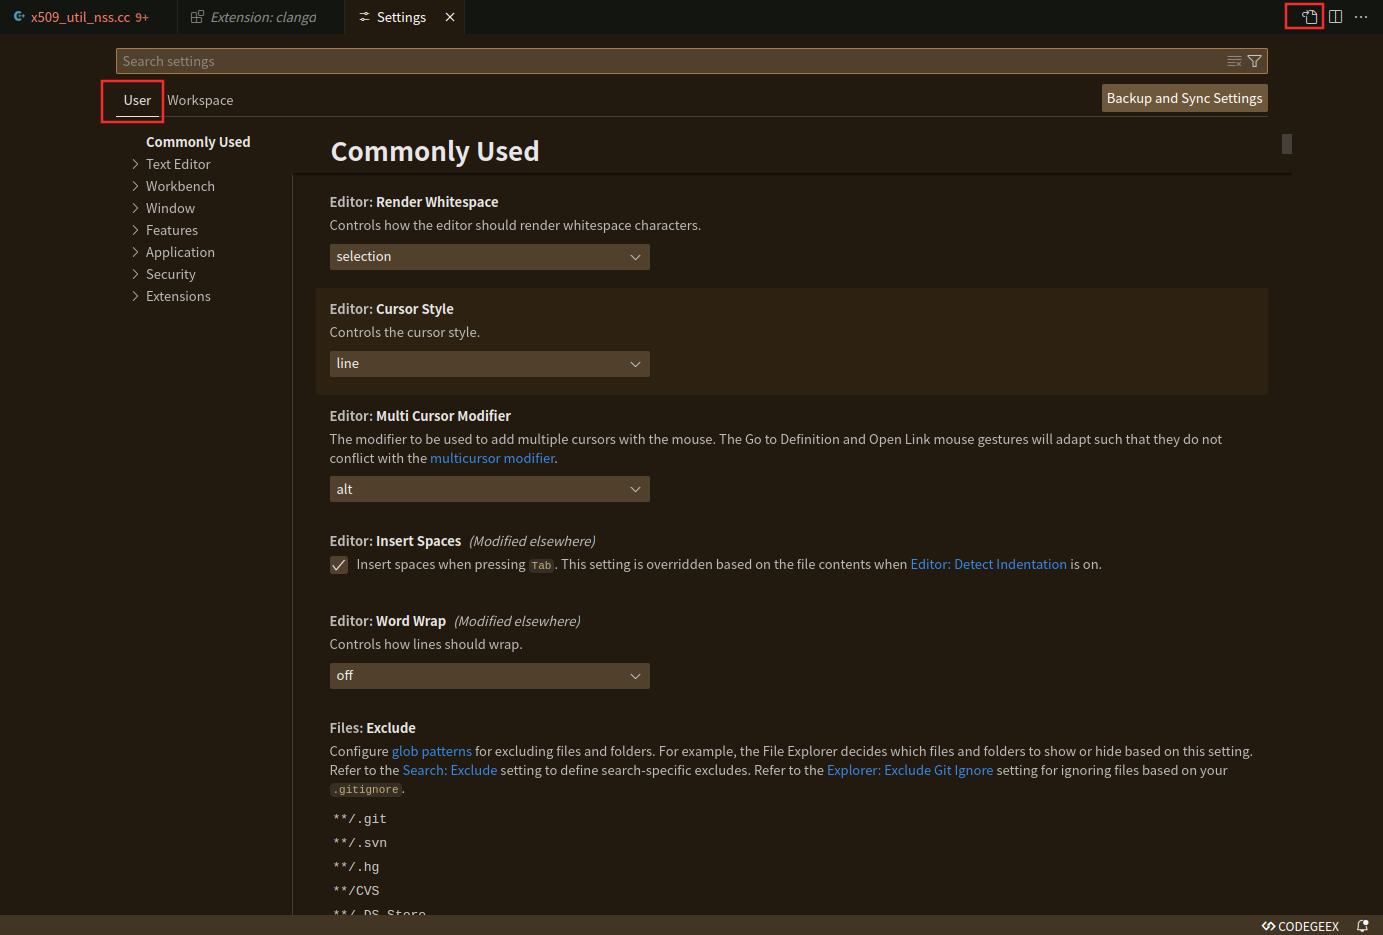 x509_util_nss.cc 9+
Extension: clangd
Settings
Search settings
User
Workspace
Backup and Sync Settings
Commonly Used
Text Editor
Workbench
Window
Features
Application
Security
Extensions
Commonly Used
Editor: Render Whitespace
Controls how the editor should render whitespace characters.
selection
Editor: Cursor Style
Controls the cursor style.
line
Editor: Multi Cursor Modifier
The modifier to be used to add multiple cursors with the mouse. The Go to Definition and Open Link mouse gestures will adapt such that they do not
conflict with the multicursor modifier.
alt
Editor: Insert Spaces (Modified elsewhere)
Insert spaces when pressing Tab. This setting is overridden based on the file contents when Editor: Detect Indentation is on.
Editor: Word Wrap (Modified elsewhere)
Controls how lines should wrap.
off
Files: Exclude
Configure glob patterns for excluding files and folders. For example, the File Explorer decides which files and folders to show or hide based on this setting.
Refer to the Search: Exclude setting to define search-specific excludes. Refer to the Explorer: Exclude Git Ignore setting for ignoring files based on your
.gitignore.
**/.git
**/.svn
**/.hg
**/CVS
**/.DS_Store
CODEGEEX